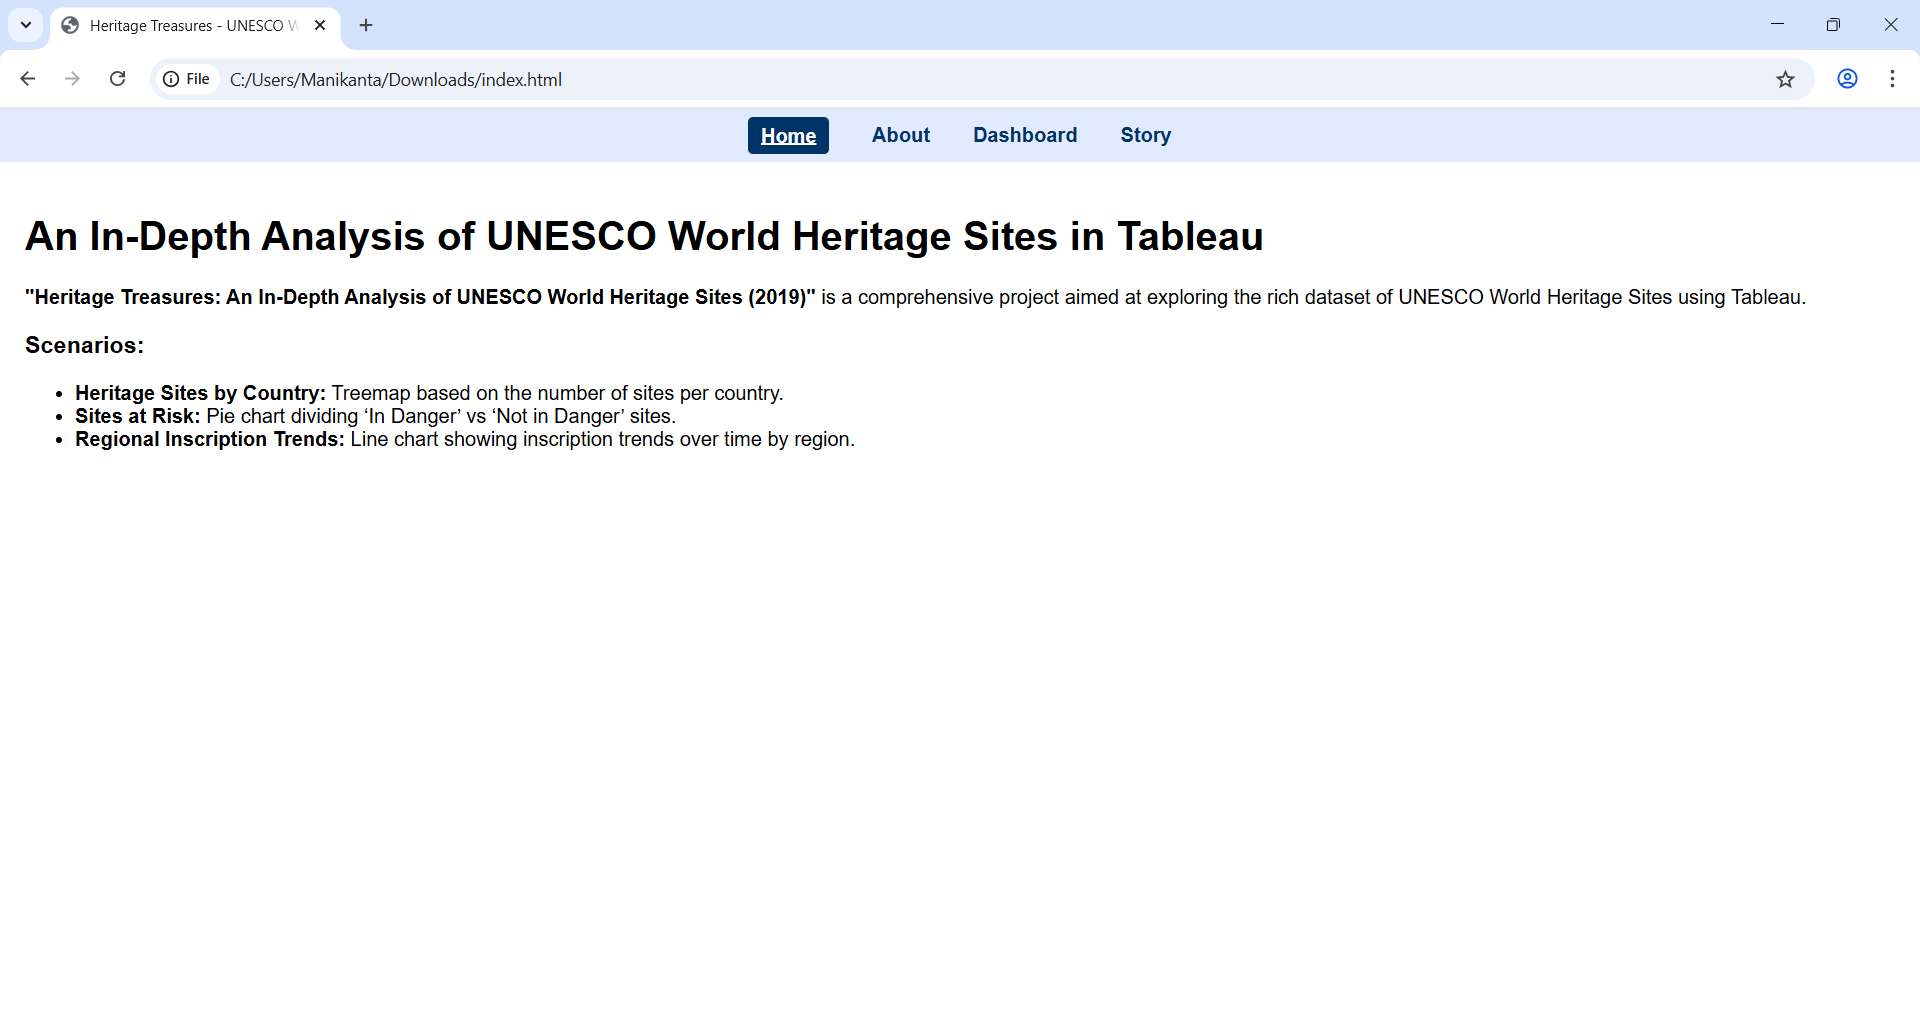 Heritage Treasures - UNESCO
File C:/Users/Manikanta/Downloads/index.html
Home About Dashboard Story
An In-Depth Analysis of UNESCO World Heritage Sites in Tableau
"Heritage Treasures: An In-Depth Analysis of UNESCO World Heritage Sites (2019)" is a comprehensive project aimed at exploring the rich dataset of UNESCO World Heritage Sites using Tableau.
Scenarios:
• Heritage Sites by Country: Treemap based on the number of sites per country.
• Sites at Risk: Pie chart dividing ‘In Danger’ vs ‘Not in Danger’ sites.
• Regional Inscription Trends: Line chart showing inscription trends over time by region.